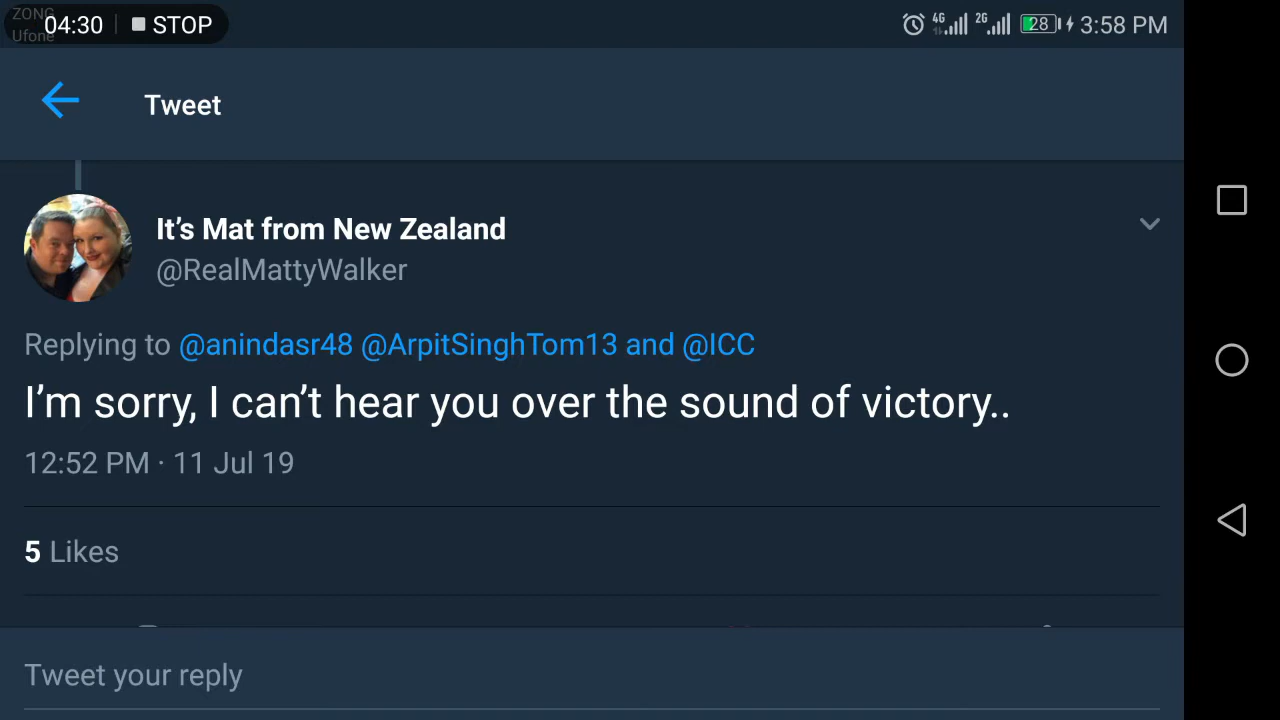 ZONG
Ufone
04:30 STOP
4G 2G 28 3:58 PM
Tweet
It’s Mat from New Zealand
@RealMattyWalker
Replying to @anindasr48 @ArpitSinghTom13 and @ICC
I’m sorry, I can’t hear you over the sound of victory..
12:52 PM · 11 Jul 19
5 Likes
Tweet your reply